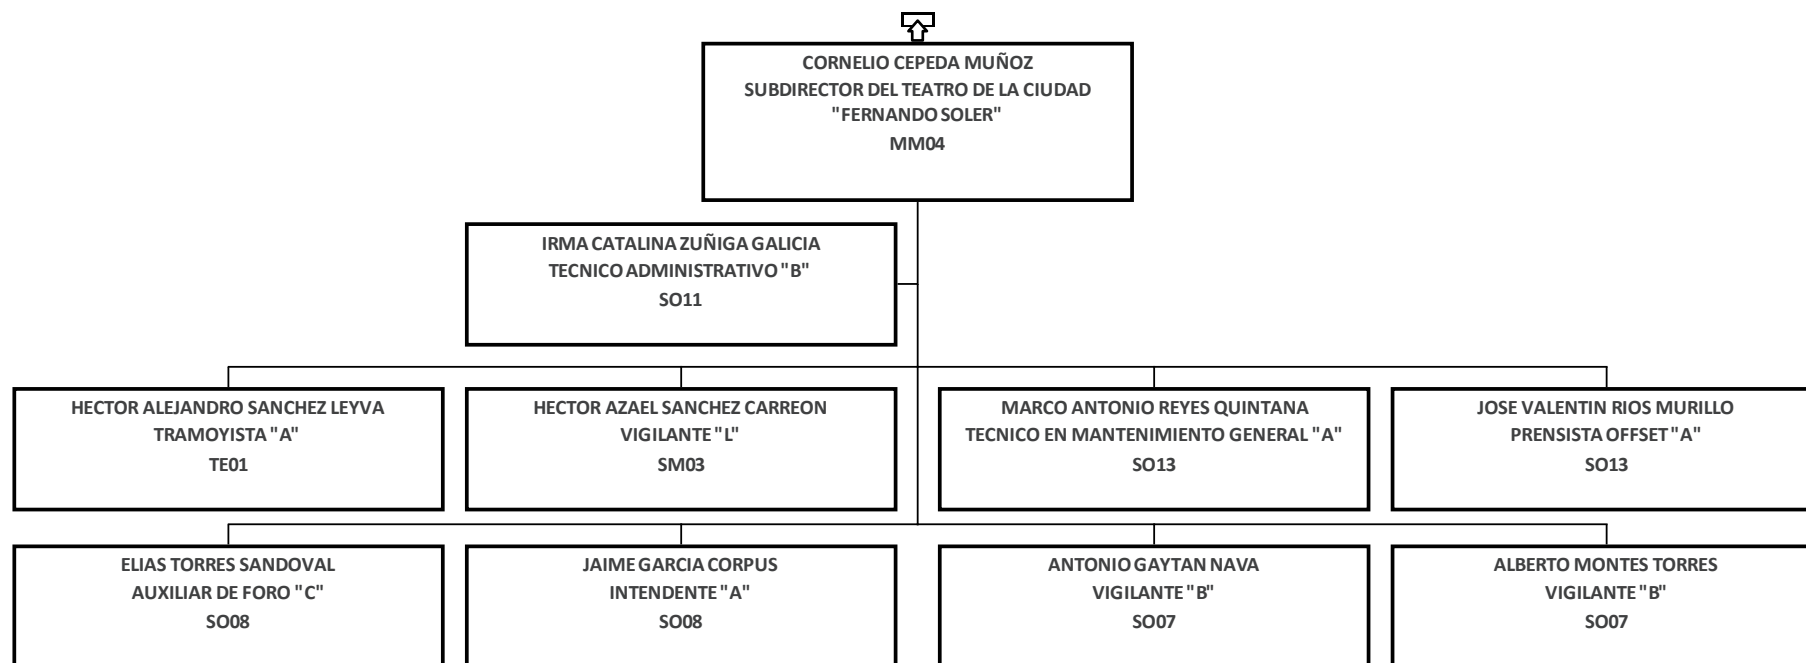 CORNELIO CEPEDA MUÑOZ
SUBDIRECTOR DEL TEATRO DE LA CIUDAD
"FERNANDO SOLER"
MM04
IRMA CATALINA ZUÑIGA GALICIA
TECNICO ADMINISTRATIVO "B"
SO11
HECTOR ALEJANDRO SANCHEZ LEYVA
TRAMOYISTA "A"
TE01
HECTOR AZAEL SANCHEZ CARREON
VIGILANTE "L"
SM03
MARCO ANTONIO REYES QUINTANA
TECNICO EN MANTENIMIENTO GENERAL "A"
SO13
JOSE VALENTIN RIOS MURILLO
PRENSISTA OFFSET "A"
SO13
ELIAS TORRES SANDOVAL
AUXILIAR DE FORO "C"
SO08
JAIME GARCIA CORPUS
INTENDENTE "A"
SO08
ANTONIO GAYTAN NAVA
VIGILANTE "B"
SO07
ALBERTO MONTES TORRES
VIGILANTE "B"
SO07